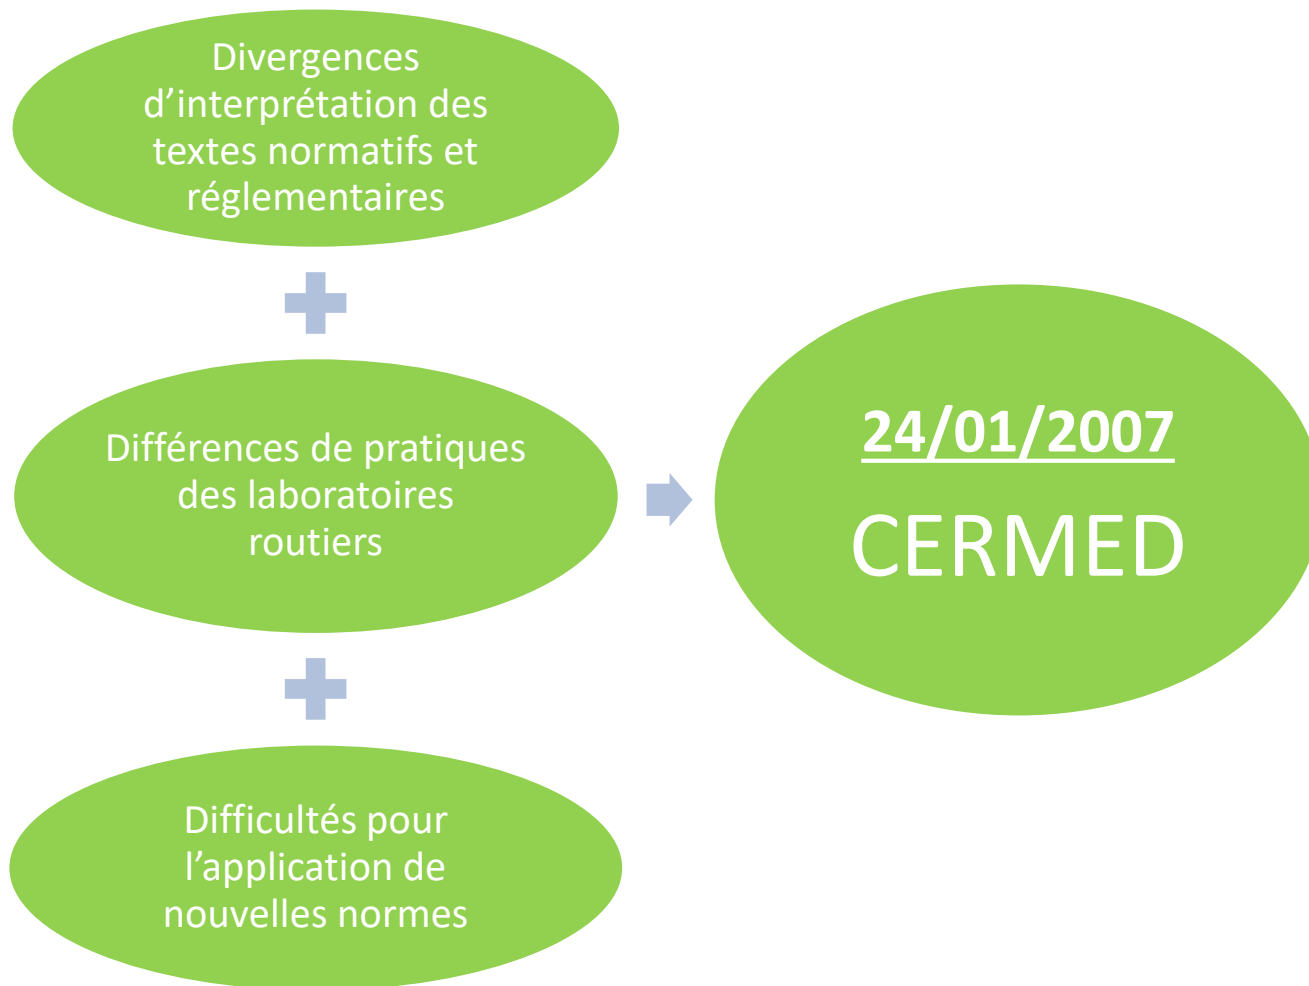 Divergences
d’interprétation des
textes normatifs et
réglementaires
Différences de pratiques
des laboratoires
routiers
Difficultés pour
l’application de
nouvelles normes
24/01/2007
CERMED